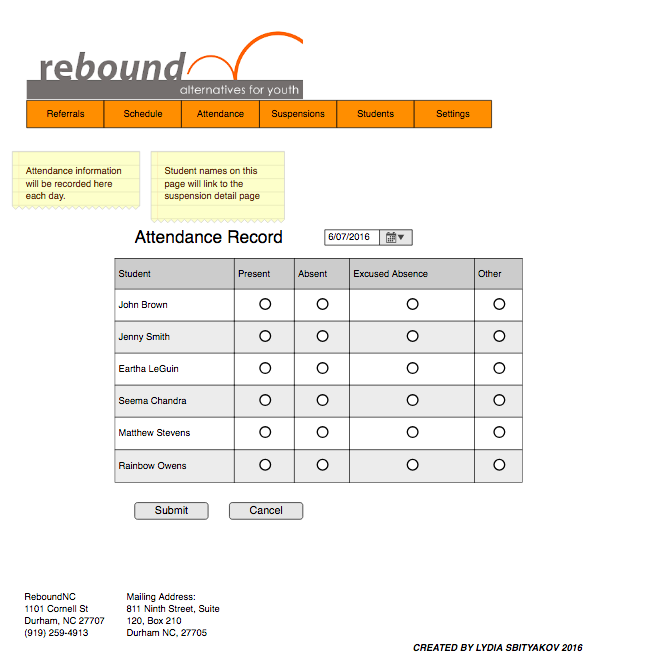 rebound
alternatives for youth
Referrals Schedule Attendance Suspensions Students Settings
Attendance information
will be recorded here
each day.
Student names on this
page will link to the
suspension detail page
Attendance Record 6/07/2016
Student Present Absent Excused Absence Other
John Brown
Jenny Smith
Eartha LeGuin
Seema Chandra
Matthew Stevens
Rainbow Owens
Submit Cancel
ReboundNC
1101 Cornell St
Durham, NC 27707
(919) 259-4913
Mailing Address:
811 Ninth Street, Suite
120, Box 210
Durham NC, 27705
CREATED BY LYDIA SBITYAKOV 2016